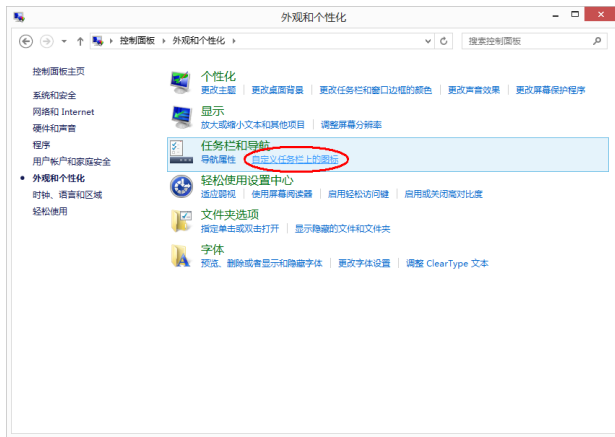 外观和个性化
控制面板 外观和个性化 搜索控制面板
控制面板主页
系统和安全
网络和 Internet
硬件和声音
程序
用户帐户和家庭安全
外观和个性化
时钟、语言和区域
轻松使用
个性化
更改主题 更改桌面背景 更改任务栏和窗口边框的颜色 更改声音效果 更改屏幕保护程序
显示
放大或缩小文本和其他项目 调整屏幕分辨率
任务栏和导航
导航属性 自定义任务栏上的图标
轻松使用设置中心
适应弱视 使用屏幕阅读器 启用轻松访问键 启用或关闭高对比度
文件夹选项
指定单击或双击打开 显示隐藏的文件和文件夹
字体
预览、删除或者显示和隐藏字体 更改字体设置 调整 ClearType 文本